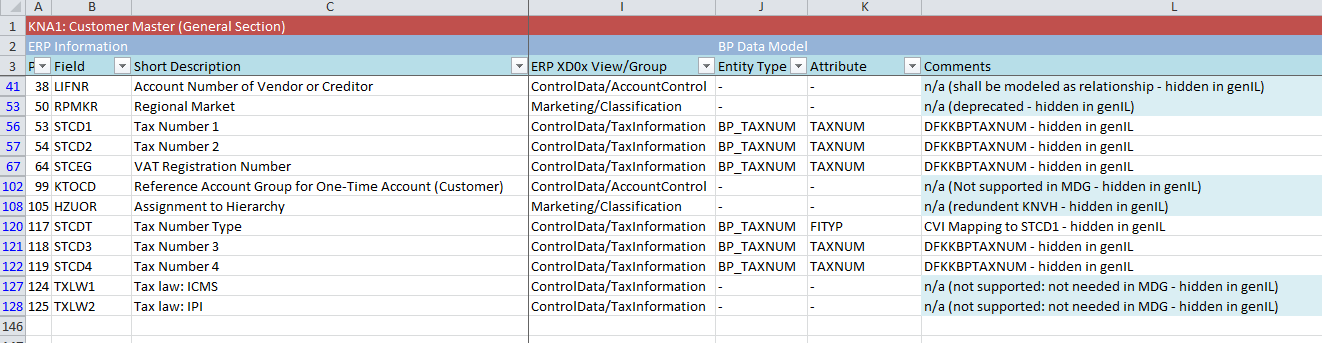 A B C I J K L
1 KNA1: Customer Master (General Section)
2 ERP Information BP Data Model
3 P Field Short Description ERP XD0x View/Group Entity Type Attribute Comments
41 38 LIFNR Account Number of Vendor or Creditor ControlData/AccountControl - - n/a (shall be modeled as relationship - hidden in genIL)
53 50 RPMKR Regional Market Marketing/Classification - - n/a (deprecated - hidden in genIL)
56 53 STCD1 Tax Number 1 ControlData/TaxInformation BP_TAXNUM TAXNUM DFKKBPTAXNUM - hidden in genIL
57 54 STCD2 Tax Number 2 ControlData/TaxInformation BP_TAXNUM TAXNUM DFKKBPTAXNUM - hidden in genIL
67 64 STCEG VAT Registration Number ControlData/TaxInformation BP_TAXNUM TAXNUM DFKKBPTAXNUM - hidden in genIL
102 99 KTOCD Reference Account Group for One-Time Account (Customer) ControlData/AccountControl - - n/a (Not supported in MDG - hidden in genIL)
108 105 HZUOR Assignment to Hierarchy Marketing/Classification - - n/a (redundent KNVH - hidden in genIL)
120 117 STCDT Tax Number Type ControlData/TaxInformation BP_TAXNUM FITYP CVI Mapping to STCD1 - hidden in genIL
121 118 STCD3 Tax Number 3 ControlData/TaxInformation BP_TAXNUM TAXNUM DFKKBPTAXNUM - hidden in genIL
122 119 STCD4 Tax Number 4 ControlData/TaxInformation BP_TAXNUM TAXNUM DFKKBPTAXNUM - hidden in genIL
127 124 TXLW1 Tax law: ICMS ControlData/TaxInformation - - n/a (not supported: not needed in MDG - hidden in genIL)
128 125 TXLW2 Tax law: IPI ControlData/TaxInformation - - n/a (not supported: not needed in MDG - hidden in genIL)
146